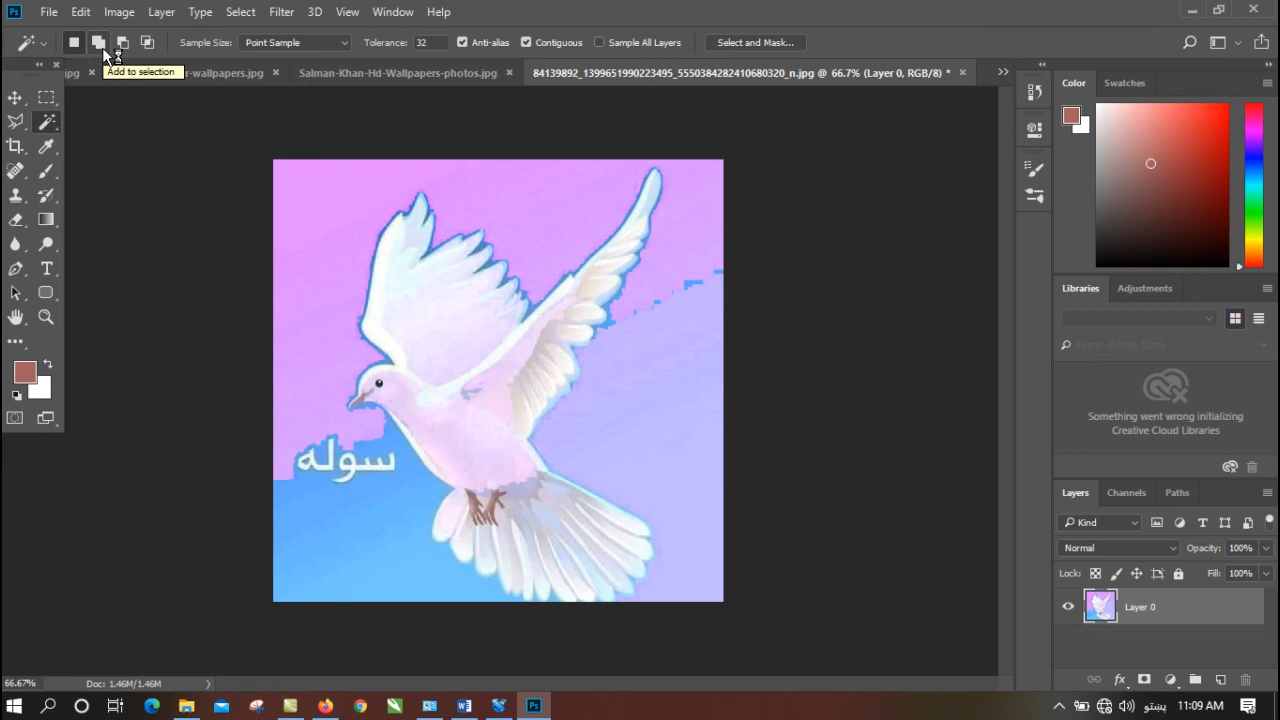 File Edit Image Layer Type Select Filter 3D View Window Help
Sample Size: Point Sample Tolerance: 32 Anti-alias Contiguous Sample All Layers Select and Mask...
Add to selection
jpg r-wallpapers.jpg Salman-Khan-Hd-Wallpapers-photos.jpg 84139892_1399651990223495_5550384282410680320_n.jpg @ 66.7% (Layer 0, RGB/8) *
Color Swatches
سوله
Libraries Adjustments
Search Adobe Stock
Something went wrong initializing
Creative Cloud Libraries
Layers Channels Paths
Kind
Normal Opacity: 100%
Lock: Fill: 100%
Layer 0
66.67% Doc: 1.46M/1.46M
پښتو 11:09 AM